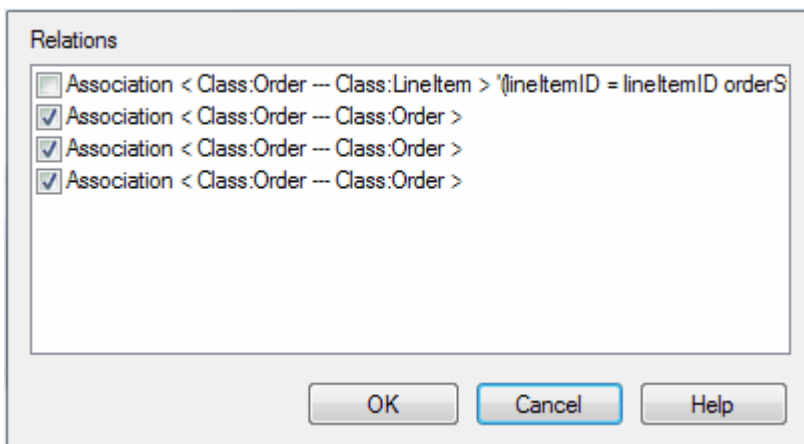 Relations
Association < Class:Order --- Class:LineItem > '(lineItemID = lineItemID orderS
Association < Class:Order --- Class:Order >
Association < Class:Order --- Class:Order >
Association < Class:Order --- Class:Order >
OK Cancel Help